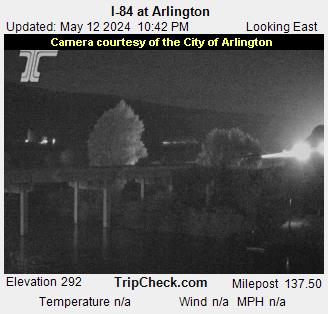 I-84 at Arlington
Updated: May 12 2024 10:42 PM Looking East
Camera courtesy of the City of Arlington
Elevation 292 TripCheck.com Milepost 137.50
Temperature n/a Wind n/a MPH n/a